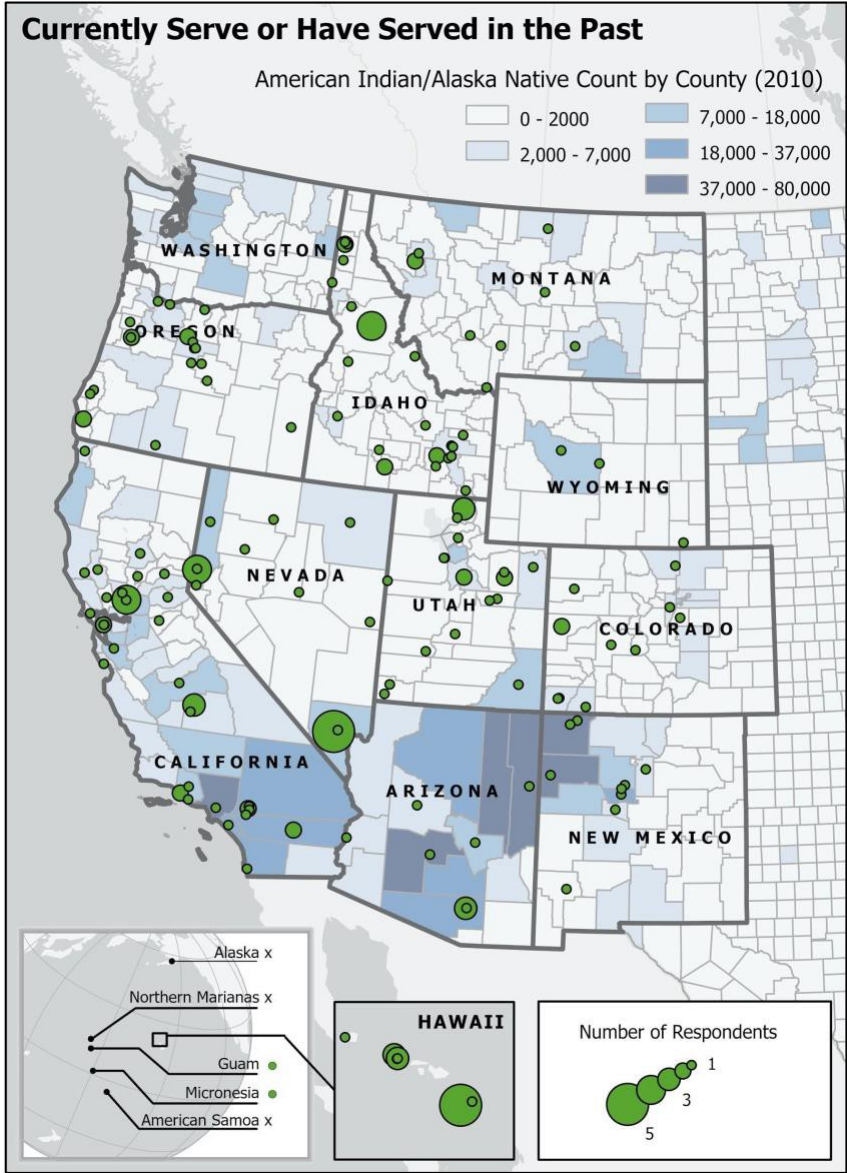 Currently Serve or Have Served in the Past
American Indian/Alaska Native Count by County (2010)
0 - 2000
2,000 - 7,000
7,000 - 18,000
18,000 - 37,000
37,000 - 80,000
WASHINGTON
MONTANA
OREGON
IDAHO
WYOMING
NEVADA
UTAH
COLORADO
CALIFORNIA
ARIZONA
NEW MEXICO
Alaska x
Northern Marianas x
Guam
Micronesia
American Samoa x
HAWAII
Number of Respondents
1
3
5